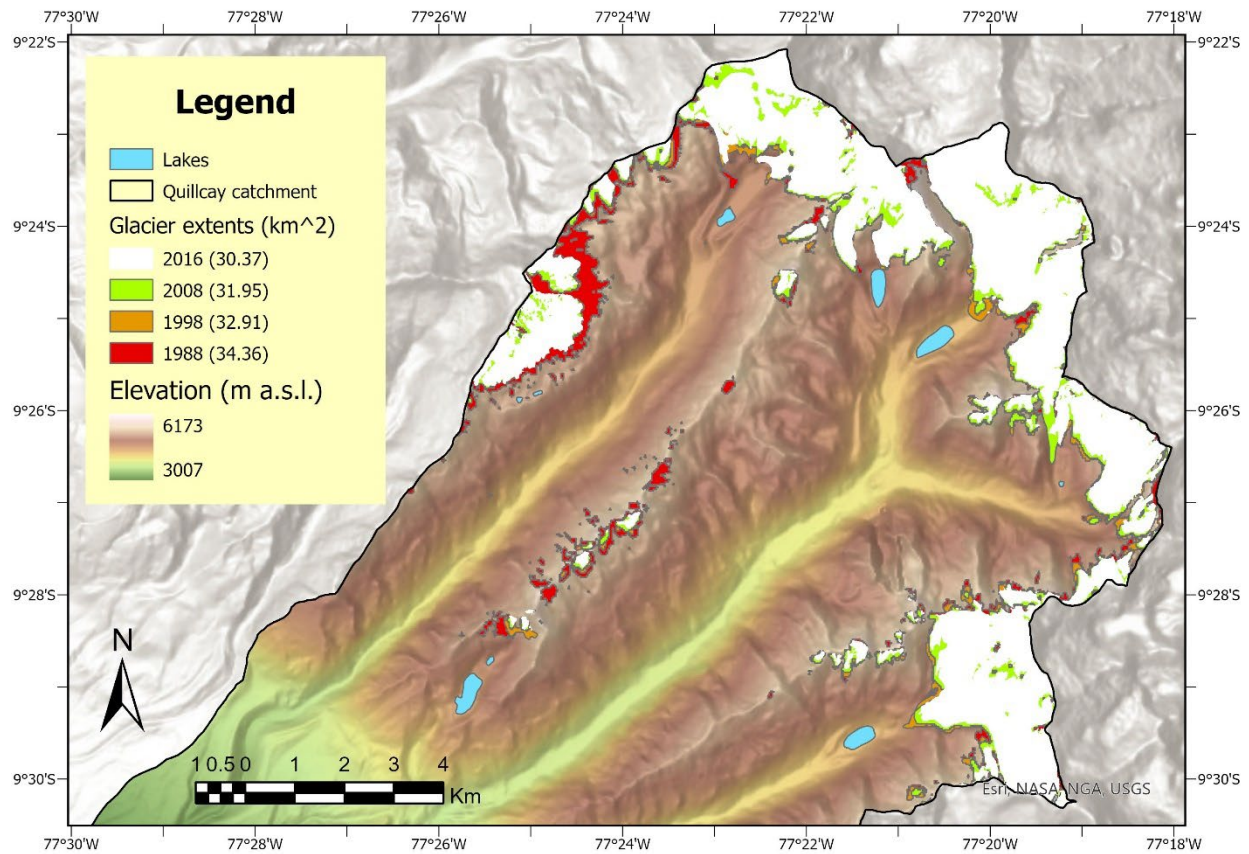 77°30'W 77°28'W 77°26'W 77°24'W 77°22'W 77°20'W 77°18'W
9°22'S 9°22'S
Legend
Lakes
Quillcay catchment
Glacier extents (km^2)
2016 (30.37)
2008 (31.95)
1998 (32.91)
1988 (34.36)
Elevation (m a.s.l.)
6173
3007
9°24'S 9°24'S
9°26'S 9°26'S
9°28'S 9°28'S
N
9°30'S 9°30'S
1 0.5 0 1 2 3 4
Km
Esri, NASA, NGA, USGS
77°30'W 77°28'W 77°26'W 77°24'W 77°22'W 77°20'W 77°18'W